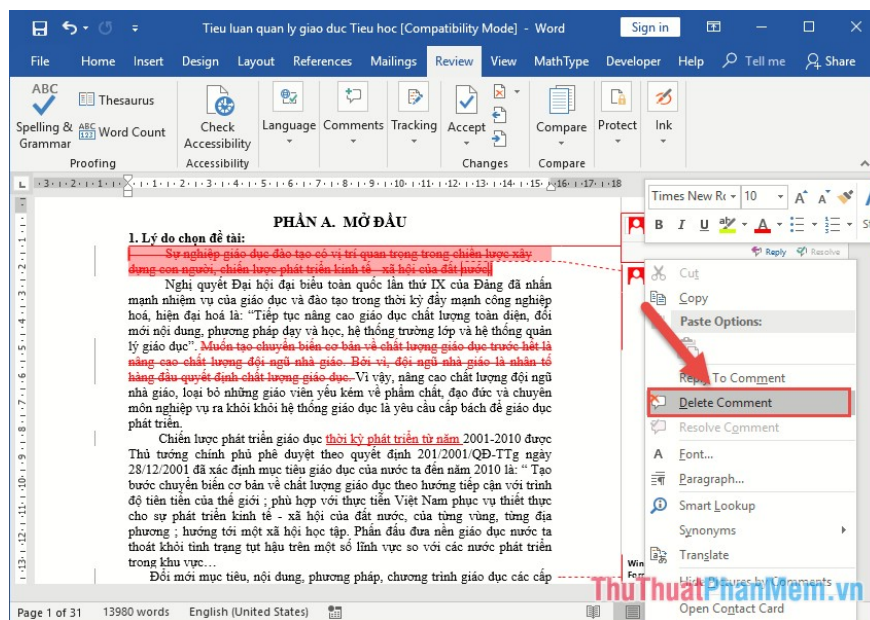 Tieu luan quan ly giao duc Tieu hoc [Compatibility Mode] - Word
Sign in
File Home Insert Design Layout References Mailings Review View MathType Developer Help Tell me Share
ABC
Spelling & Grammar
Thesaurus
ABC 123 Word Count
Check Accessibility
Language
Comments
Tracking
Accept
Compare
Protect
Ink
Proofing Accessibility Changes Compare
Times New Ro 10
B I U
Reply Resolve
PHẦN A. MỞ ĐẦU
1. Lý do chọn đề tài:
Sự nghiệp giáo dục đào tạo có vị trí quan trọng trong chiến lược xây
dựng con người, chiến lược phát triển kinh tế xã hội của đất nước
Nghị quyết Đại hội đại biểu toàn quốc lần thứ IX của Đảng đã nhấn
mạnh nhiệm vụ của giáo dục và đào tạo trong thời kỳ đẩy mạnh công nghiệp
hoá, hiện đại hoá là: “Tiếp tục nâng cao giáo dục chất lượng toàn diện, đổi
mới nội dung, phương pháp dạy và học, hệ thống trường lớp và hệ thống quản
lý giáo dục”. Muốn tạo chuyển biến cơ bản về chất lượng giáo dục trước hết là
nâng cao chất lượng đội ngũ nhà giáo. Bởi vì, đội ngũ nhà giáo là nhân tố
hàng đầu quyết định chất lượng giáo dục. Vì vậy, nâng cao chất lượng đội ngũ
nhà giáo, loại bỏ những giáo viên yếu kém về phẩm chất, đạo đức và chuyên
môn nghiệp vụ ra khỏi khỏi hệ thống giáo dục là yêu cầu cấp bách để giáo dục
phát triển.
Chiến lược phát triển giáo dục thời kỳ phát triển từ năm 2001-2010 được
Thủ tướng chính phủ phê duyệt theo quyết định 201/2001/QĐ-TTg ngày
28/12/2001 đã xác định mục tiêu giáo dục của nước ta đến năm 2010 là: “ Tạo
bước chuyển biến cơ bản về chất lượng giáo dục theo hướng tiếp cận với trình
độ tiên tiến của thế giới ; phù hợp với thực tiễn Việt Nam phục vụ thiết thực
cho sự phát triển kinh tế - xã hội của đất nước, của từng vùng, từng địa
phương ; hướng tới một xã hội học tập. Phấn đấu đưa nền giáo dục nước ta
thoát khỏi tình trạng tụt hậu trên một số lĩnh vực so với các nước phát triển
trong khu vực…
Đổi mới mục tiêu, nội dung, phương pháp, chương trình giáo dục các cấp
Cut
Copy
Paste Options:
Reply To Comment
Delete Comment
Resolve Comment
Font...
Paragraph...
Smart Lookup
Synonyms
Translate
Hide Pictures by Comments
Open Contact Card
ThuThuatPhanMem.vn
Page 1 of 31 13980 words English (United States)